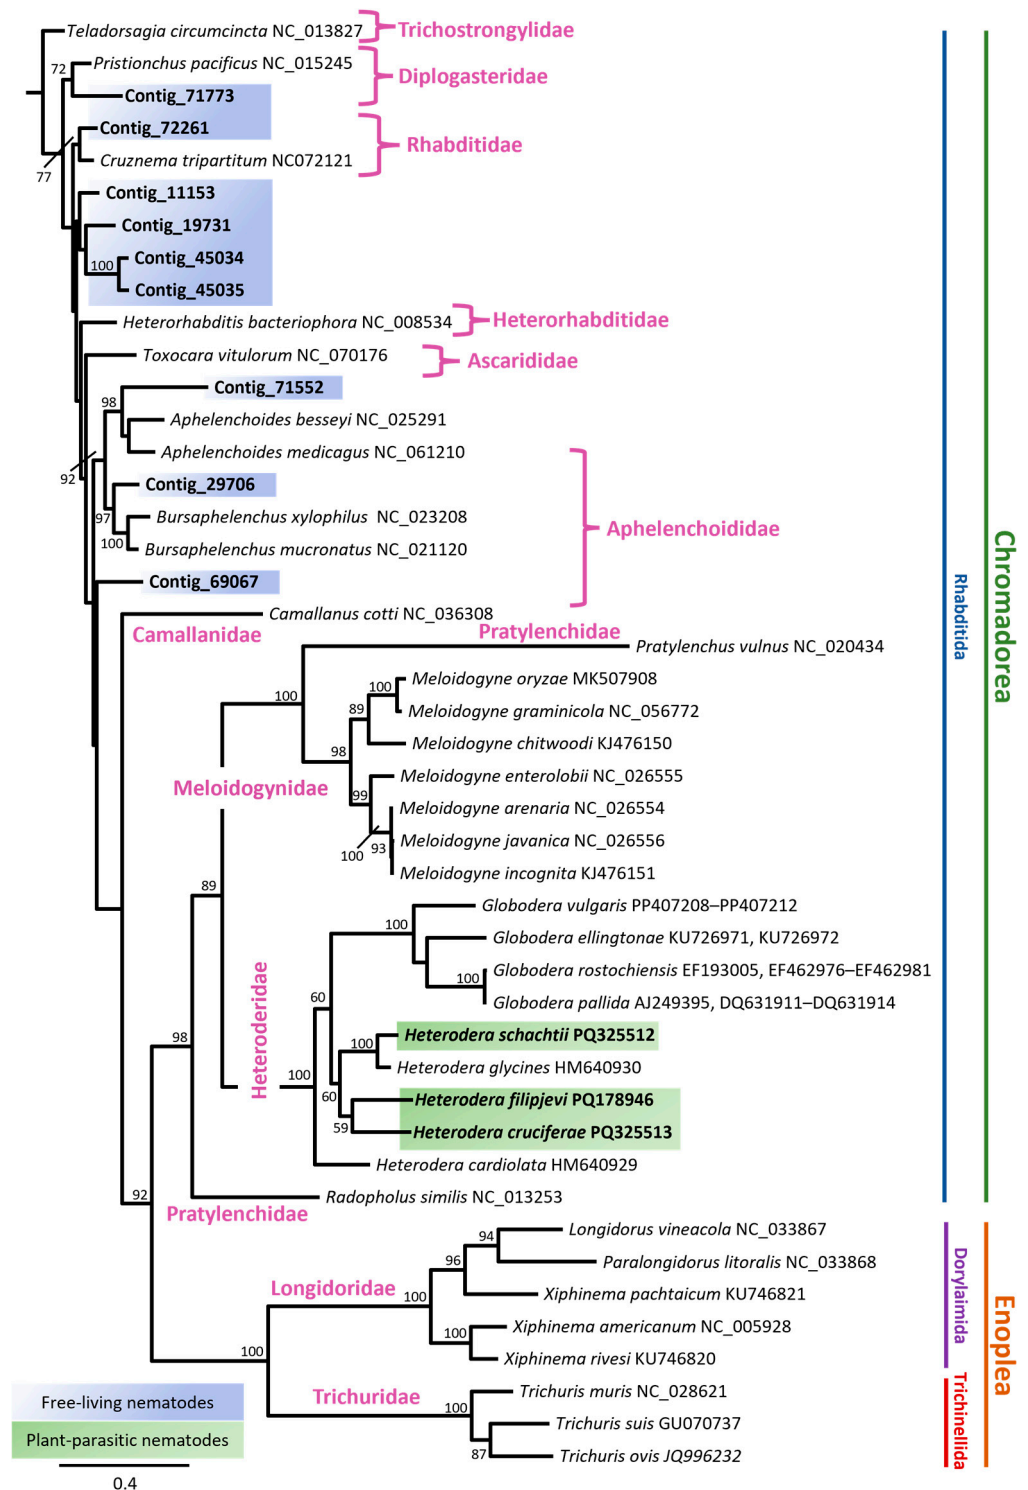 Teladorsagia circumcincta NC_013827
Trichostrongylidae
72
Pristionchus pacificus NC_015245
Diplogasteridae
Contig_71773
Contig_72261
Rhabditidae
Cruznema tripartitum NC072121
77
Contig_11153
Contig_19731
Contig_45034
100
Contig_45035
Heterorhabditis bacteriophora NC_008534
Heterorhabditidae
Toxocara vitulorum NC_070176
Ascarididae
Contig_71552
98
Aphelenchoides besseyi NC_025291
Aphelenchoides medicagus NC_061210
92
Contig_29706
97
Bursaphelenchus xylophilus NC_023208
Aphelenchoididae
100
Bursaphelenchus mucronatus NC_021120
Contig_69067
Camallanus cotti NC_036308
Camallanidae
Pratylenchidae
Pratylenchus vulnus NC_020434
100
Meloidogyne oryzae MK507908
100
89
Meloidogyne graminicola NC_056772
98
Meloidogyne chitwoodi KJ476150
Meloidogynidae
Meloidogyne enterolobii NC_026555
99
Meloidogyne arenaria NC_026554
Meloidogyne javanica NC_026556
100
93
Meloidogyne incognita KJ476151
89
Globodera vulgaris PP407208–PP407212
100
Globodera ellingtonae KU726971, KU726972
Globodera rostochiensis EF193005, EF462976–EF462981
100
Globodera pallida AJ249395, DQ631911–DQ631914
60
Heteroderidae
98
Heterodera schachtii PQ325512
100
Heterodera glycines HM640930
100
60
Heterodera filipjevi PQ178946
59
Heterodera cruciferae PQ325513
Heterodera cardiolata HM640929
92
Radopholus similis NC_013253
Pratylenchidae
Longidorus vineacola NC_033867
94
96
Paralongidorus litoralis NC_033868
Longidoridae
100
Xiphinema pachtaicum KU746821
Xiphinema americanum NC_005928
100
100
Xiphinema rivesi KU746820
Trichuridae
100
Trichuris muris NC_028621
Trichuris suis GU070737
87
Trichuris ovis JQ996232
Rhabditida
Chromadorea
Dorylaimida
Enoplea
Trichinellida
Free-living nematodes
Plant-parasitic nematodes
0.4